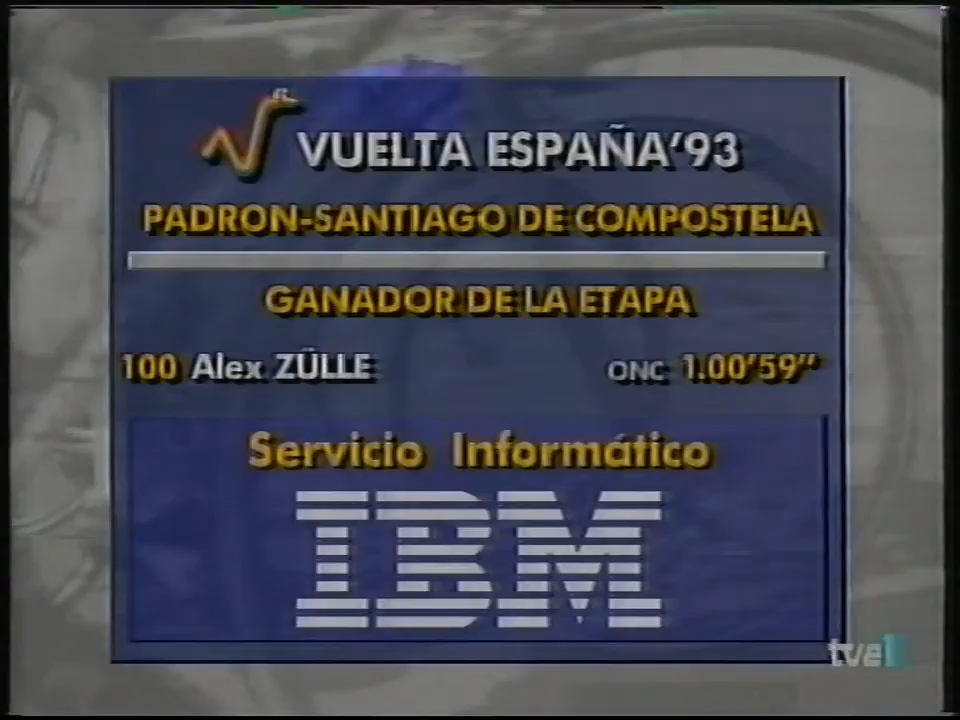 VUELTA ESPAÑA'93
PADRON-SANTIAGO DE COMPOSTELA
GANADOR DE LA ETAPA
100 Alex ZÜLLE ONC 1.00'59"
Servicio Informático
IBM
tve1